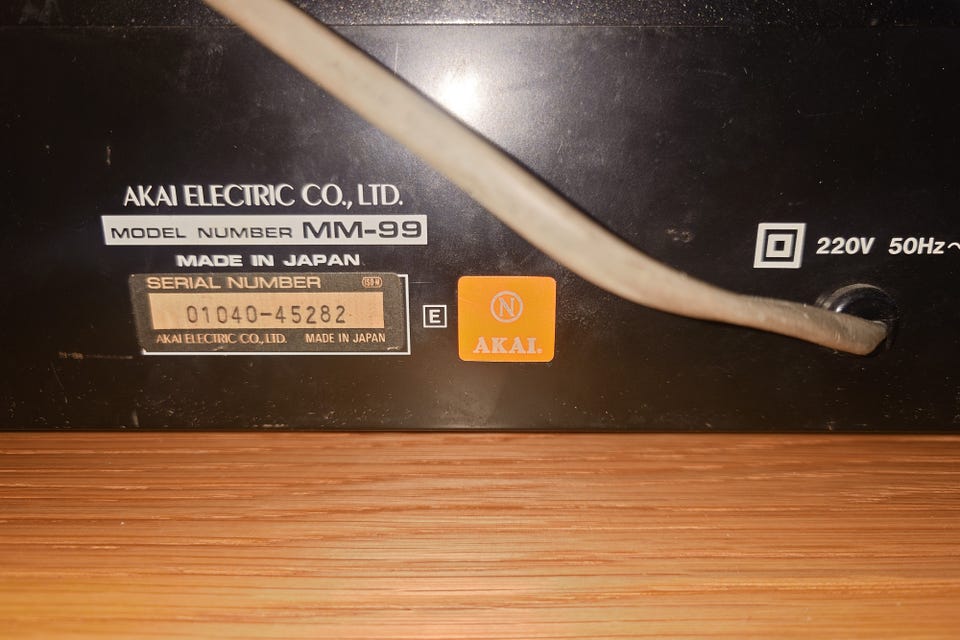 AKAI ELECTRIC CO., LTD.
MODEL NUMBER MM-99
MADE IN JAPAN
SERIAL NUMBER
01040-45282
AKAI ELECTRIC CO., LTD. MADE IN JAPAN
E
N
AKAI.
220V 50Hz~